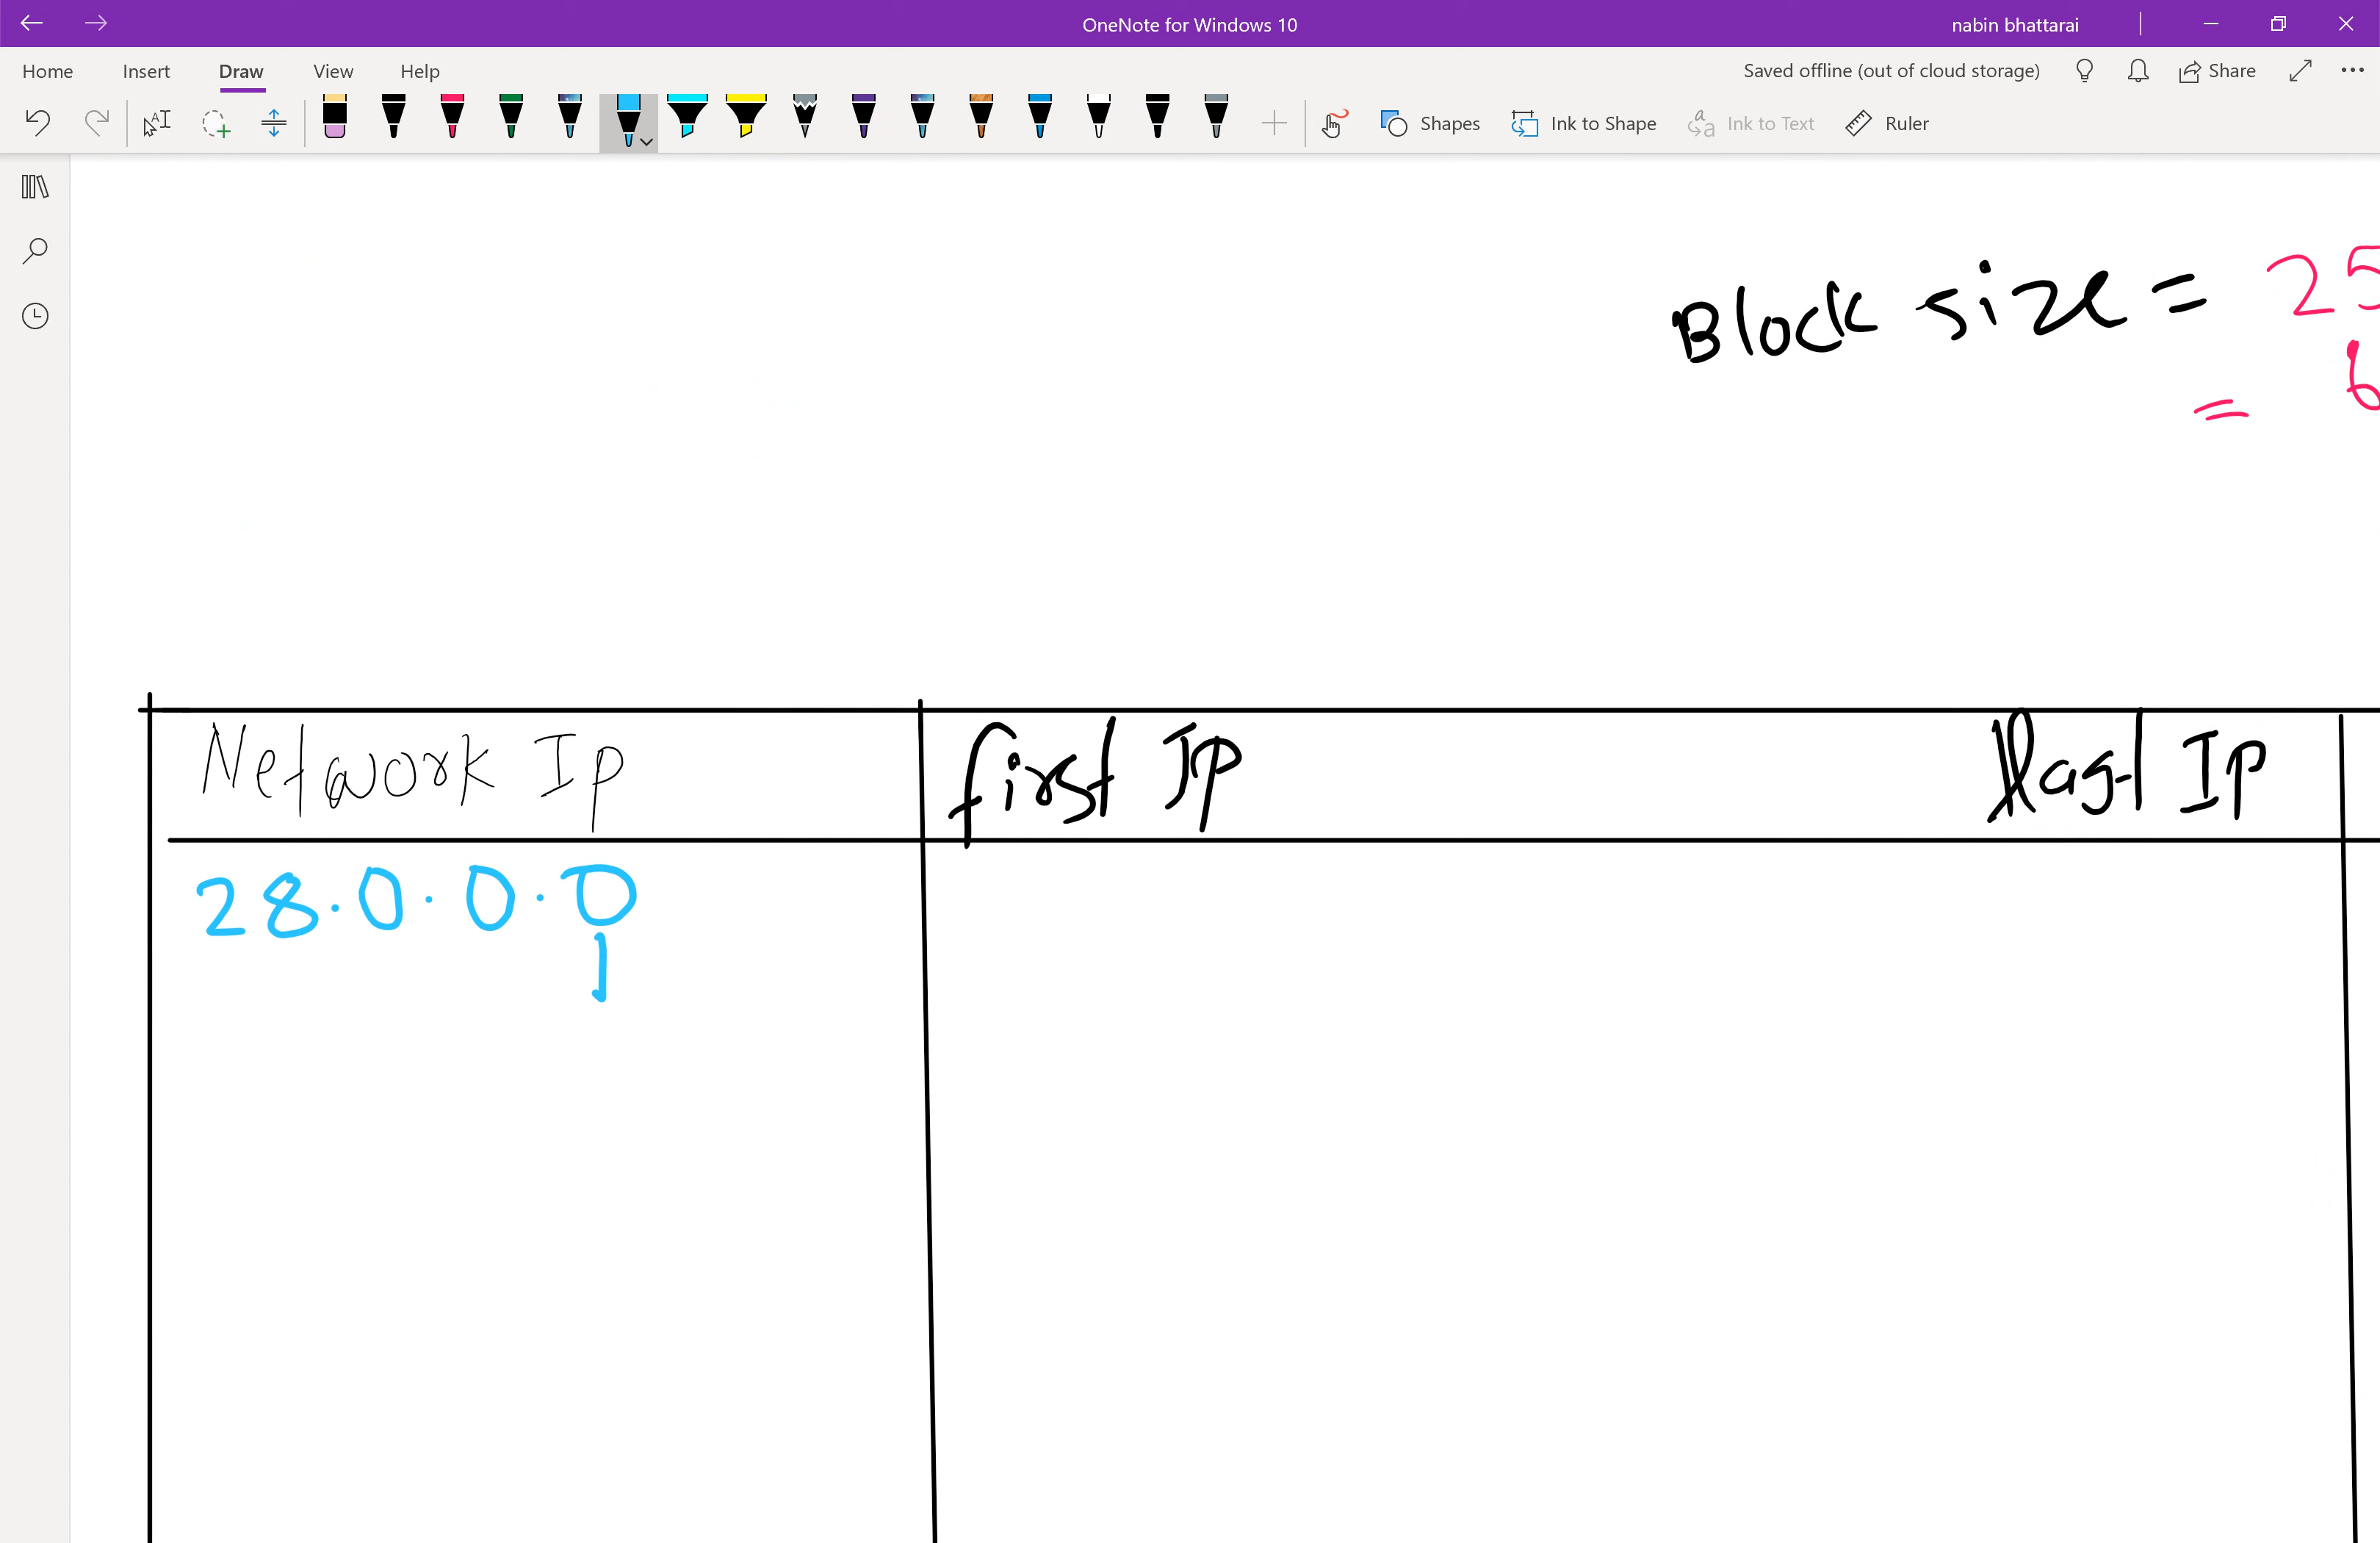 OneNote for Windows 10
nabin bhattarai
Home Insert Draw View Help
Saved offline (out of cloud storage)
Share
Shapes Ink to Shape Ink to Text Ruler
Block size = 25
= 6
Network Ip first IP last IP
28.0.0.0
1